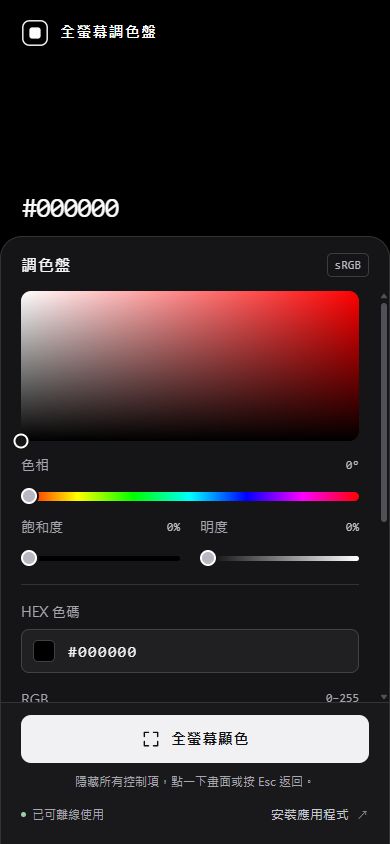 全螢幕調色盤
#000000
調色盤 sRGB
色相 0°
飽和度 0% 明度 0%
HEX 色碼
#000000
RGB 0–255
全螢幕顯色
隱藏所有控制項，點一下畫面或按 Esc 返回。
已可離線使用 安裝應用程式 ↗